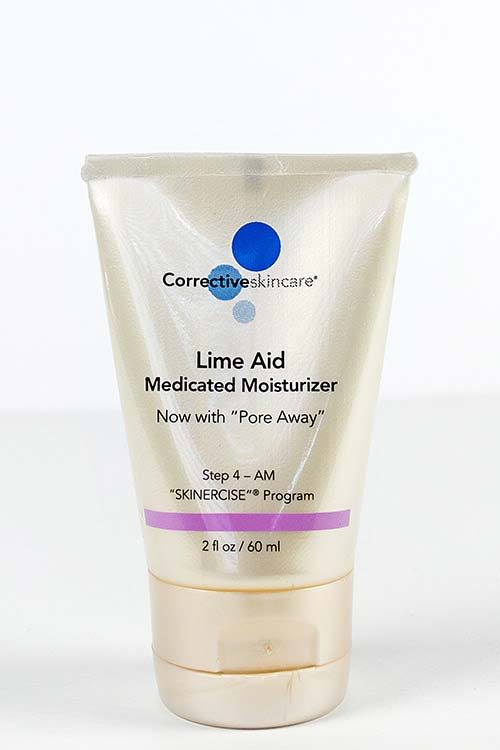 Correctiveskincare®
Lime Aid
Medicated Moisturizer
Now with “Pore Away”
Step 4 – AM
"SKINERCISE"® Program
2 fl oz / 60 ml